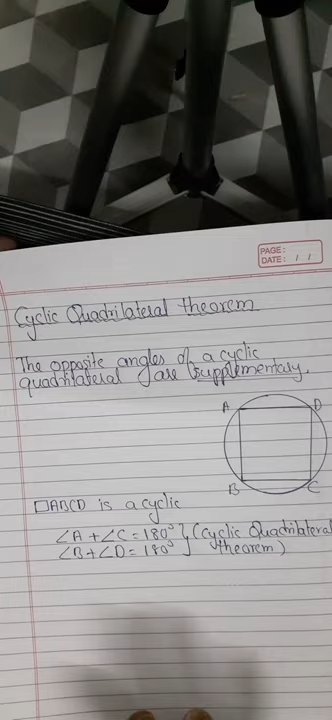 PAGE:
DATE: / /
Cyclic Quadrilateral theorem
The opposite angles of a cyclic
quadrilateral are supplementary.
A D
B C
□ABCD is a cyclic
∠A + ∠C = 180° } (cyclic Quadrilateral
∠B + ∠D = 180° } theorem)